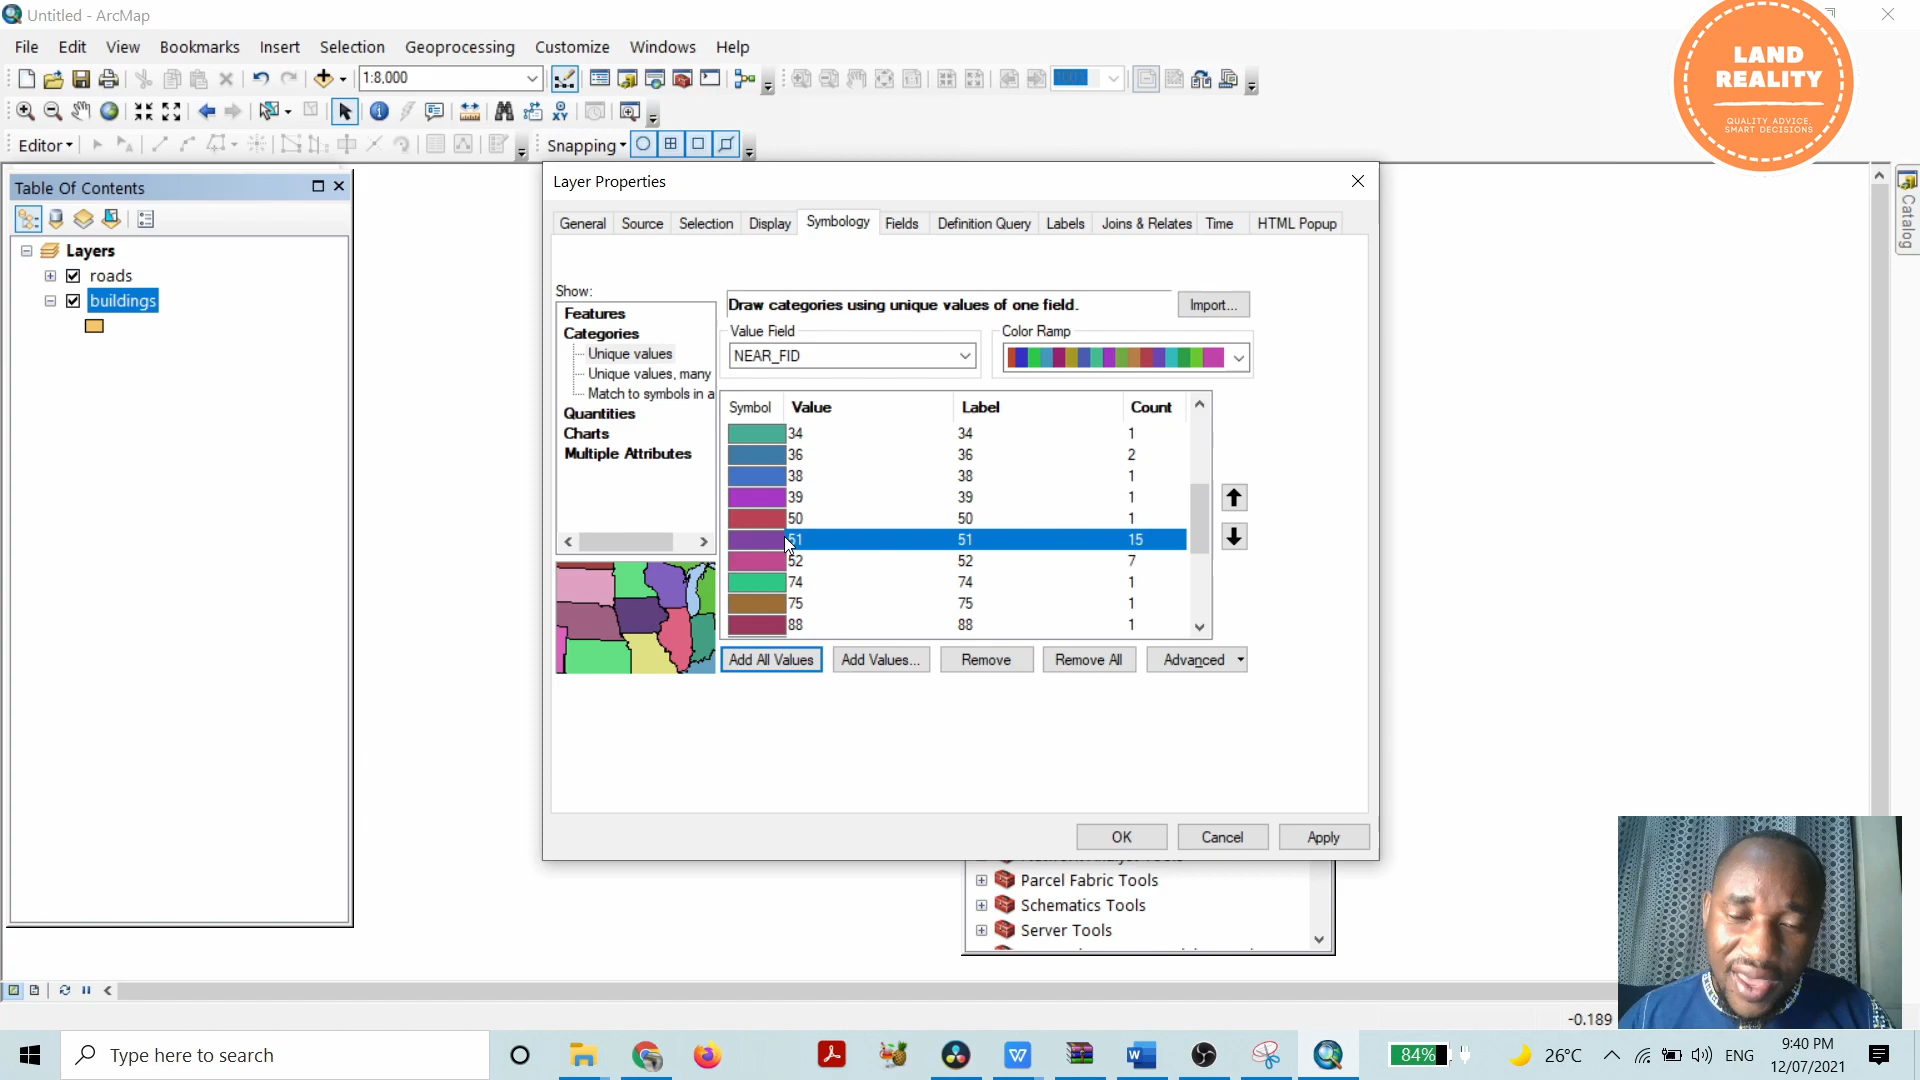 Untitled - ArcMap
File Edit View Bookmarks Insert Selection Geoprocessing Customize Windows Help
1:8,000
Editor
Snapping
LAND
REALITY
QUALITY ADVICE,
SMART DECISIONS
Catalog
Table Of Contents
Layers
roads
buildings
Layer Properties
General Source Selection Display Symbology Fields Definition Query Labels Joins & Relates Time HTML Popup
Show:
Features
Categories
Unique values
Unique values, many
Match to symbols in a
Quantities
Charts
Multiple Attributes
Draw categories using unique values of one field.
Import...
Value Field
NEAR_FID
Color Ramp
Symbol Value Label Count
34 34 1
36 36 2
38 38 1
39 39 1
50 50 1
51 51 15
52 52 7
74 74 1
75 75 1
88 88 1
Add All Values Add Values... Remove Remove All Advanced
OK Cancel Apply
Parcel Fabric Tools
Schematics Tools
Server Tools
-0.189
Type here to search
84%
26°C
ENG
9:40 PM
12/07/2021